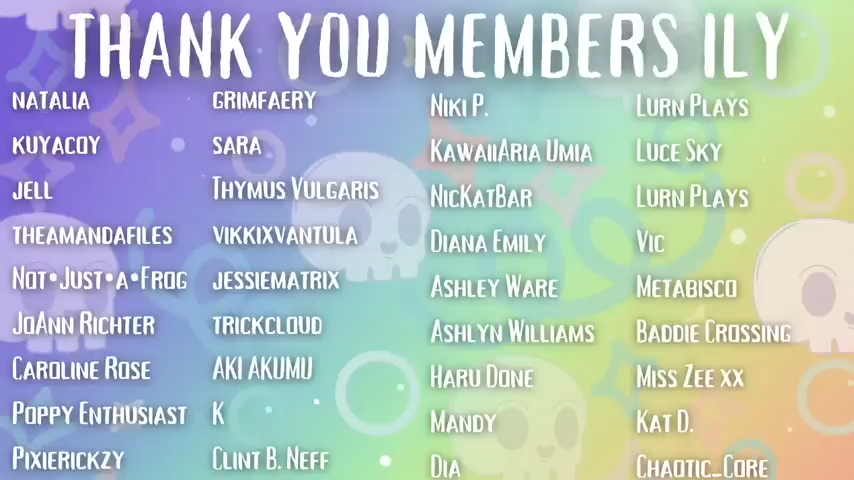 THANK YOU MEMBERS ILY
NATALIA
KUYACOY
JELL
THEAMANDAFILES
Not•Just•a•Frog
JoAnn Richter
Caroline Rose
Poppy Enthusiast
Pixierickzy
GRIMFAERY
SARA
Thymus Vulgaris
VIKKIXVANTULA
JESSIEMATRIX
TRICKCLOUD
AKI AKUMU
K
Clint B. Neff
Niki P.
KawaiiAria Umia
NicKatBar
Diana Emily
Ashley Ware
Ashlyn Williams
Haru Done
Mandy
Dia
Lurn Plays
Luce Sky
Lurn Plays
Vic
Metabisco
Baddie Crossing
Miss Zee xx
Kat D.
Chaotic_Core